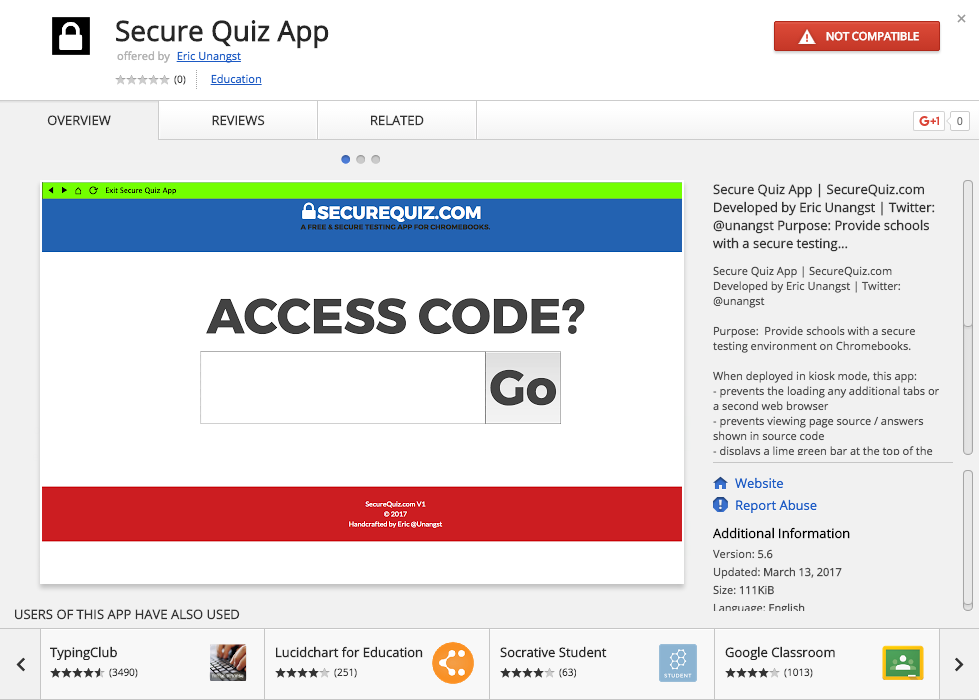 Secure Quiz App
offered by Eric Unangst
(0) Education
NOT COMPATIBLE
OVERVIEW
REVIEWS
RELATED
G+1 0
Exit Secure Quiz App
SECUREQUIZ.COM
A FREE & SECURE TESTING APP FOR CHROMEBOOKS.
ACCESS CODE?
Go
SecureQuiz.com V1
© 2017
Handcrafted by Eric @Unangst
Secure Quiz App | SecureQuiz.com
Developed by Eric Unangst | Twitter:
@unangst Purpose: Provide schools
with a secure testing...
Secure Quiz App | SecureQuiz.com
Developed by Eric Unangst | Twitter:
@unangst
Purpose: Provide schools with a secure
testing environment on Chromebooks.
When deployed in kiosk mode, this app:
- prevents the loading any additional tabs or
a second web browser
- prevents viewing page source / answers
shown in source code
- displays a lime green bar at the top of the
Website
Report Abuse
Additional Information
Version: 5.6
Updated: March 13, 2017
Size: 111KiB
Language: English
USERS OF THIS APP HAVE ALSO USED
TypingClub
(3490)
Lucidchart for Education
(251)
Socrative Student
(63)
STUDENT
Google Classroom
(1013)